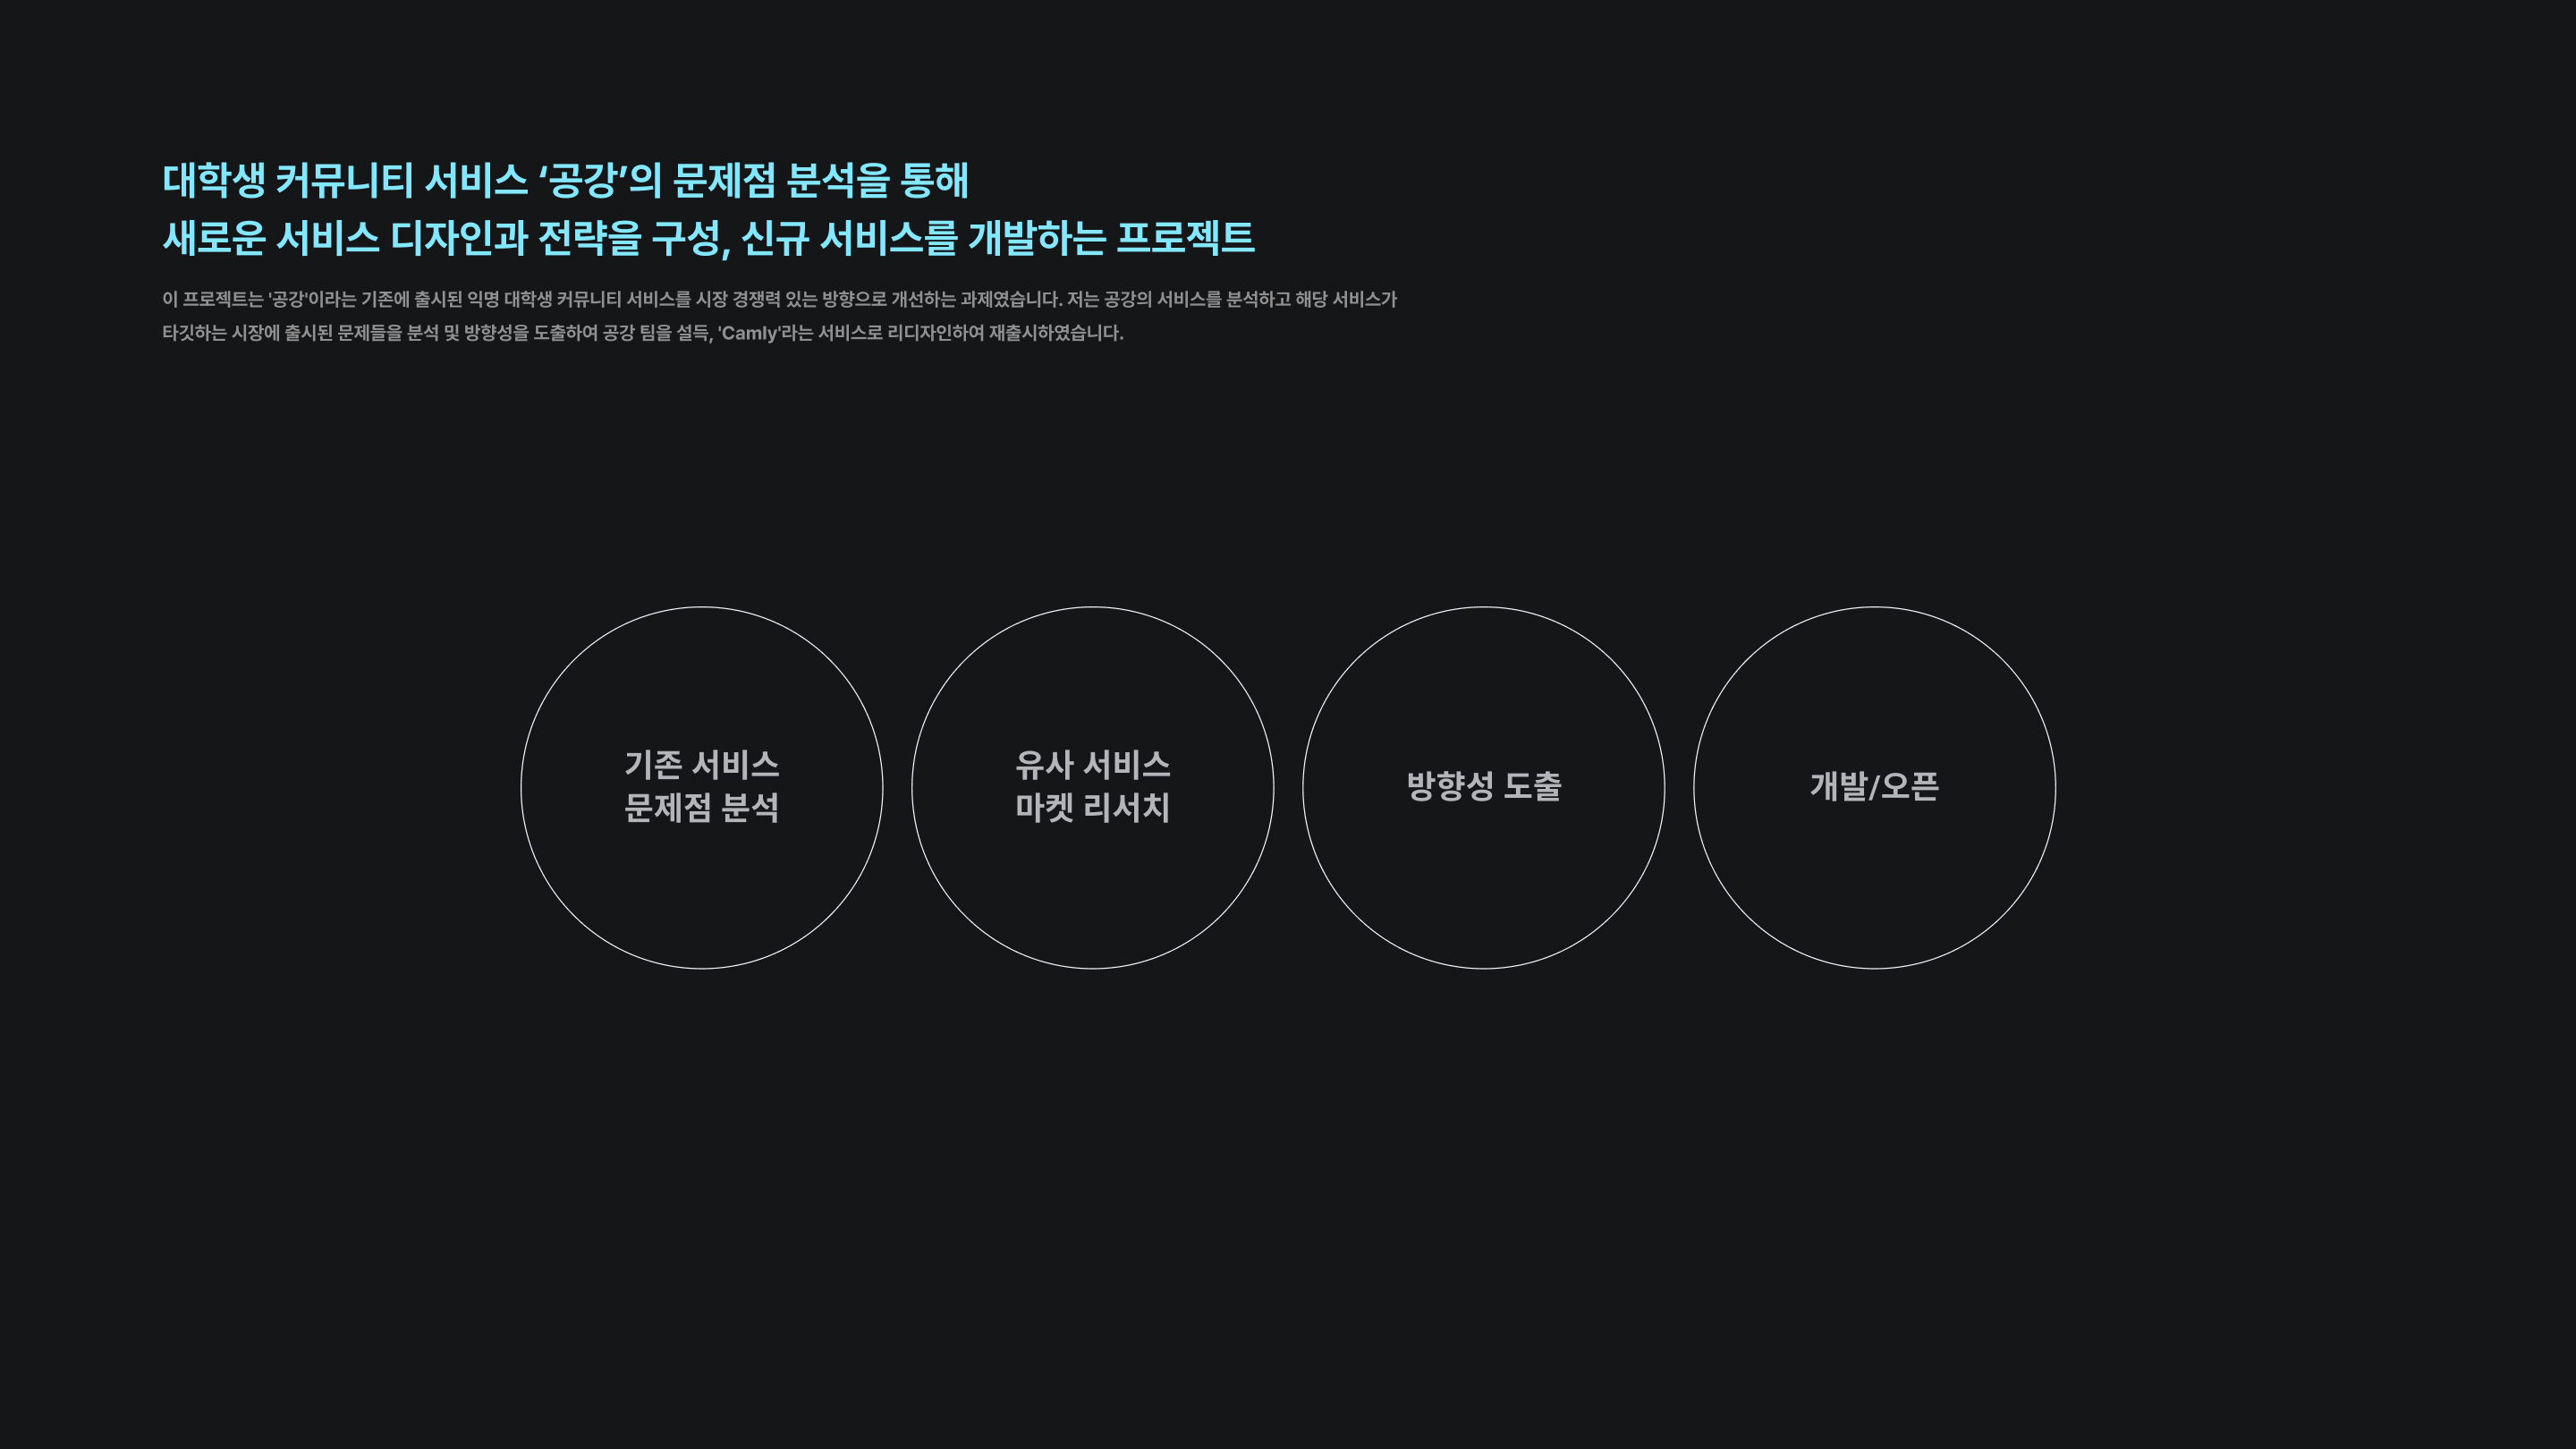 대학생 커뮤니티 서비스 ‘공강’의 문제점 분석을 통해
새로운 서비스 디자인과 전략을 구성, 신규 서비스를 개발하는 프로젝트
이 프로젝트는 '공강'이라는 기존에 출시된 익명 대학생 커뮤니티 서비스를 시장 경쟁력 있는 방향으로 개선하는 과제였습니다. 저는 공강의 서비스를 분석하고 해당 서비스가
타깃하는 시장에 출시된 문제들을 분석 및 방향성을 도출하여 공강 팀을 설득, 'Camly'라는 서비스로 리디자인하여 재출시하였습니다.
기존 서비스
문제점 분석
유사 서비스
마켓 리서치
방향성 도출
개발/오픈